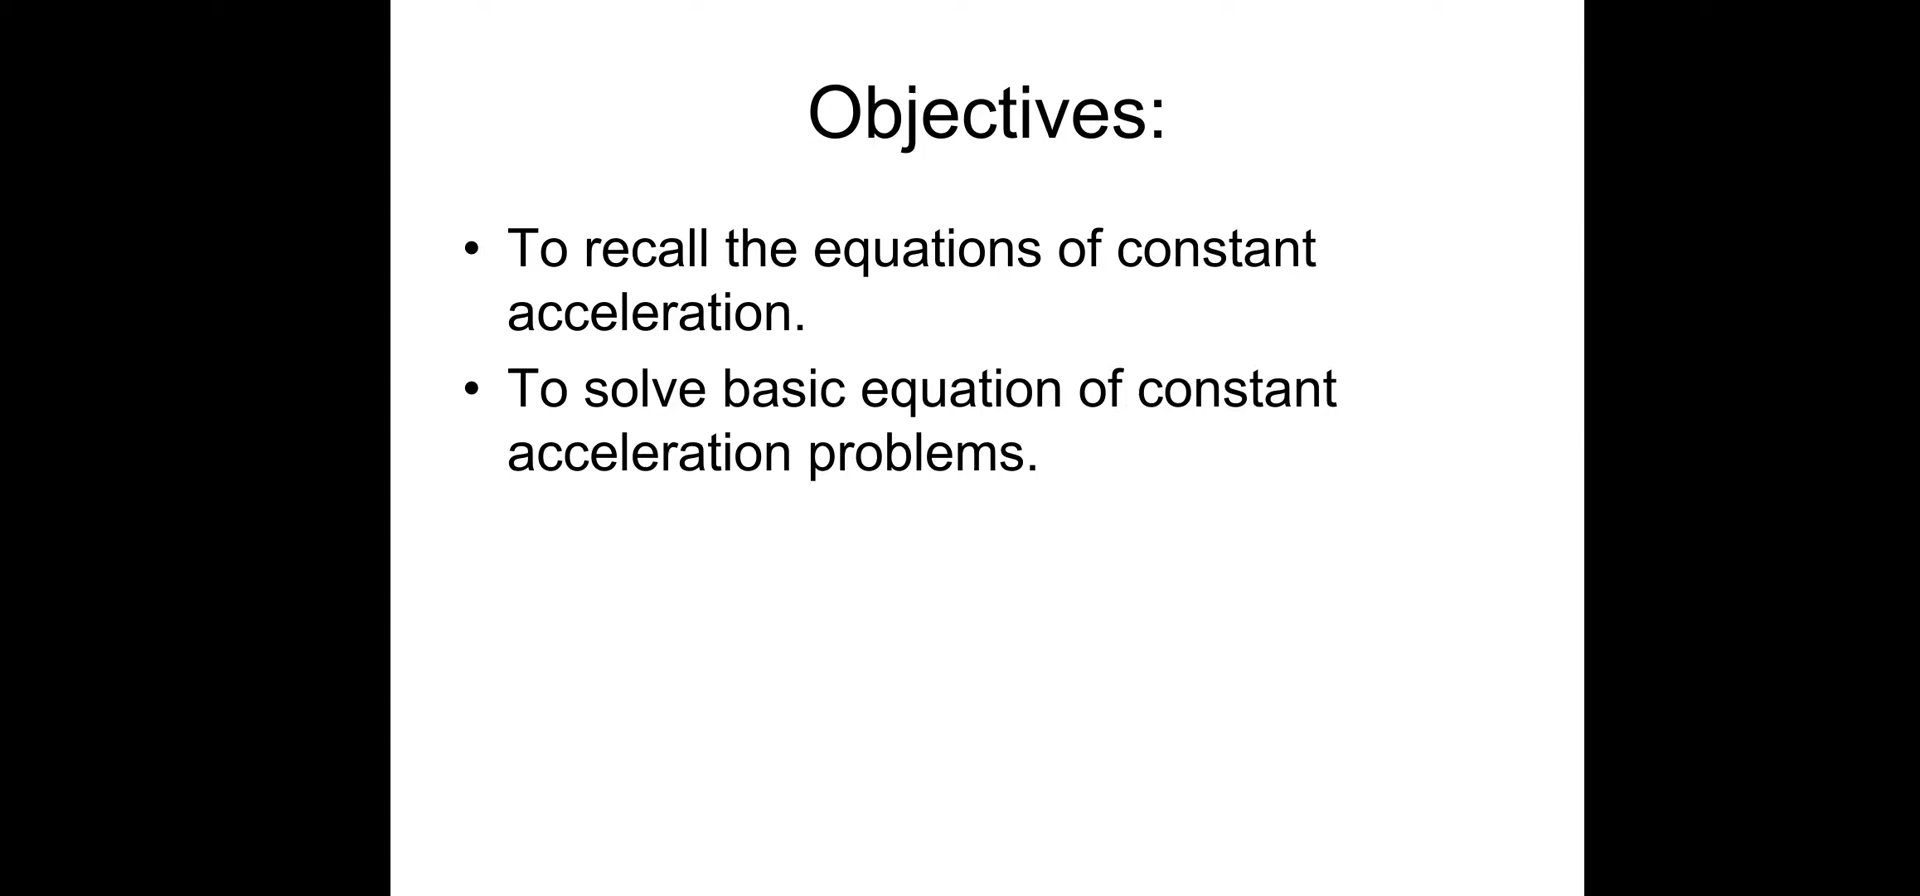 Objectives:
• To recall the equations of constant
acceleration.
• To solve basic equation of constant
acceleration problems.